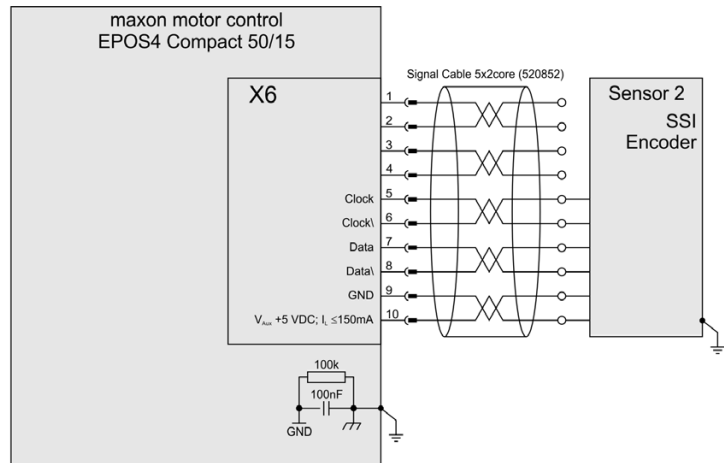 maxon motor control
EPOS4 Compact 50/15
Signal Cable 5x2core (520852)
X6
Sensor 2
SSI
Encoder
1
2
3
4
Clock 5
Clock\ 6
Data 7
Data\ 8
GND 9
V_Aux +5 VDC; I_L ≤150mA 10
100k
100nF
GND